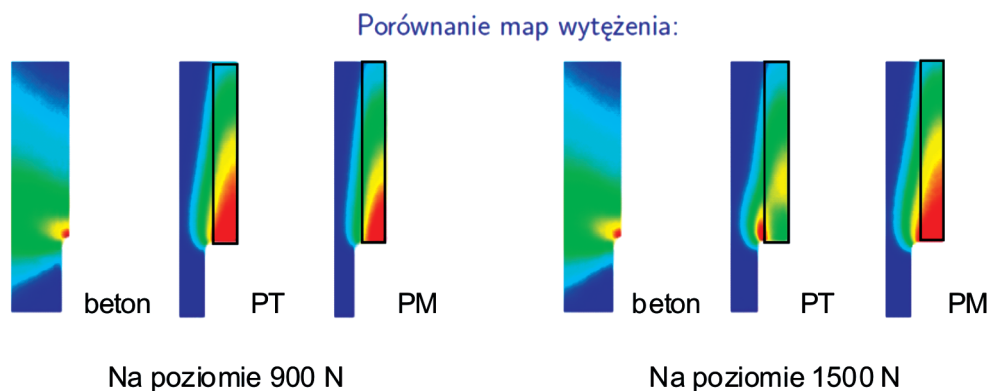 Porównanie map wytężenia:
beton PT PM beton PT PM
Na poziomie 900 N Na poziomie 1500 N